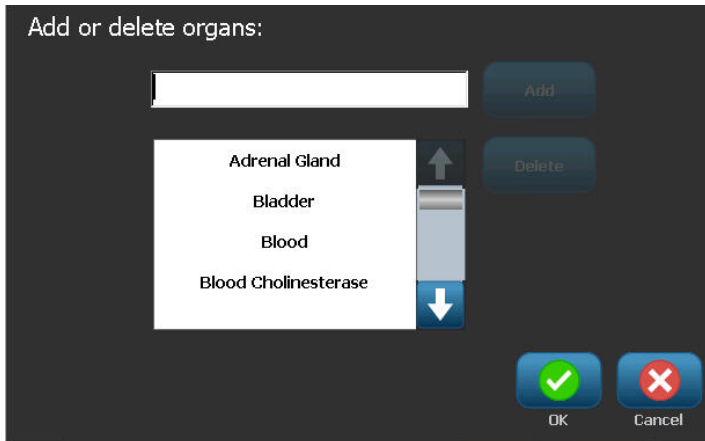 Add or delete organs:
Add
Adrenal Gland
Delete
Bladder
Blood
Blood Cholinesterase
OK
Cancel